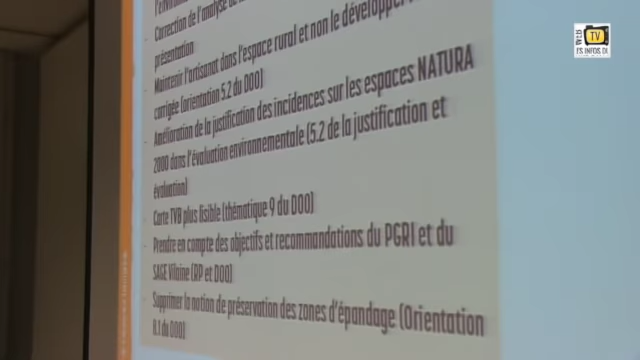 Correction de l'analyse de
présentation
Maintenir l'artisanat dans l'espace rural et non le développer
corrigée (orientation 5.2 du DOO)
Amélioration de la justification des incidences sur les espaces NATURA
2000 dans l'évaluation environnementale (5.2 de la justification et
évaluation)
Carte TVB plus lisible (thématique 9 du DOO)
Prendre en compte des objectifs et recommandations du PGRI et du
SAGE Vilaine (RP et DOO)
Supprimer la notion de préservation des zones d'épandage (Orientation
8.1 du DOO)
TV